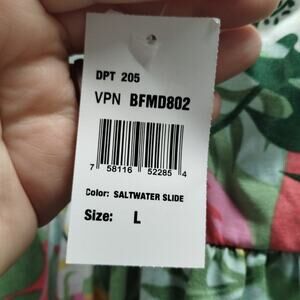 DPT 205
VPN BFMD802
7 58116 52285 4
Color: SALTWATER SLIDE
Size: L